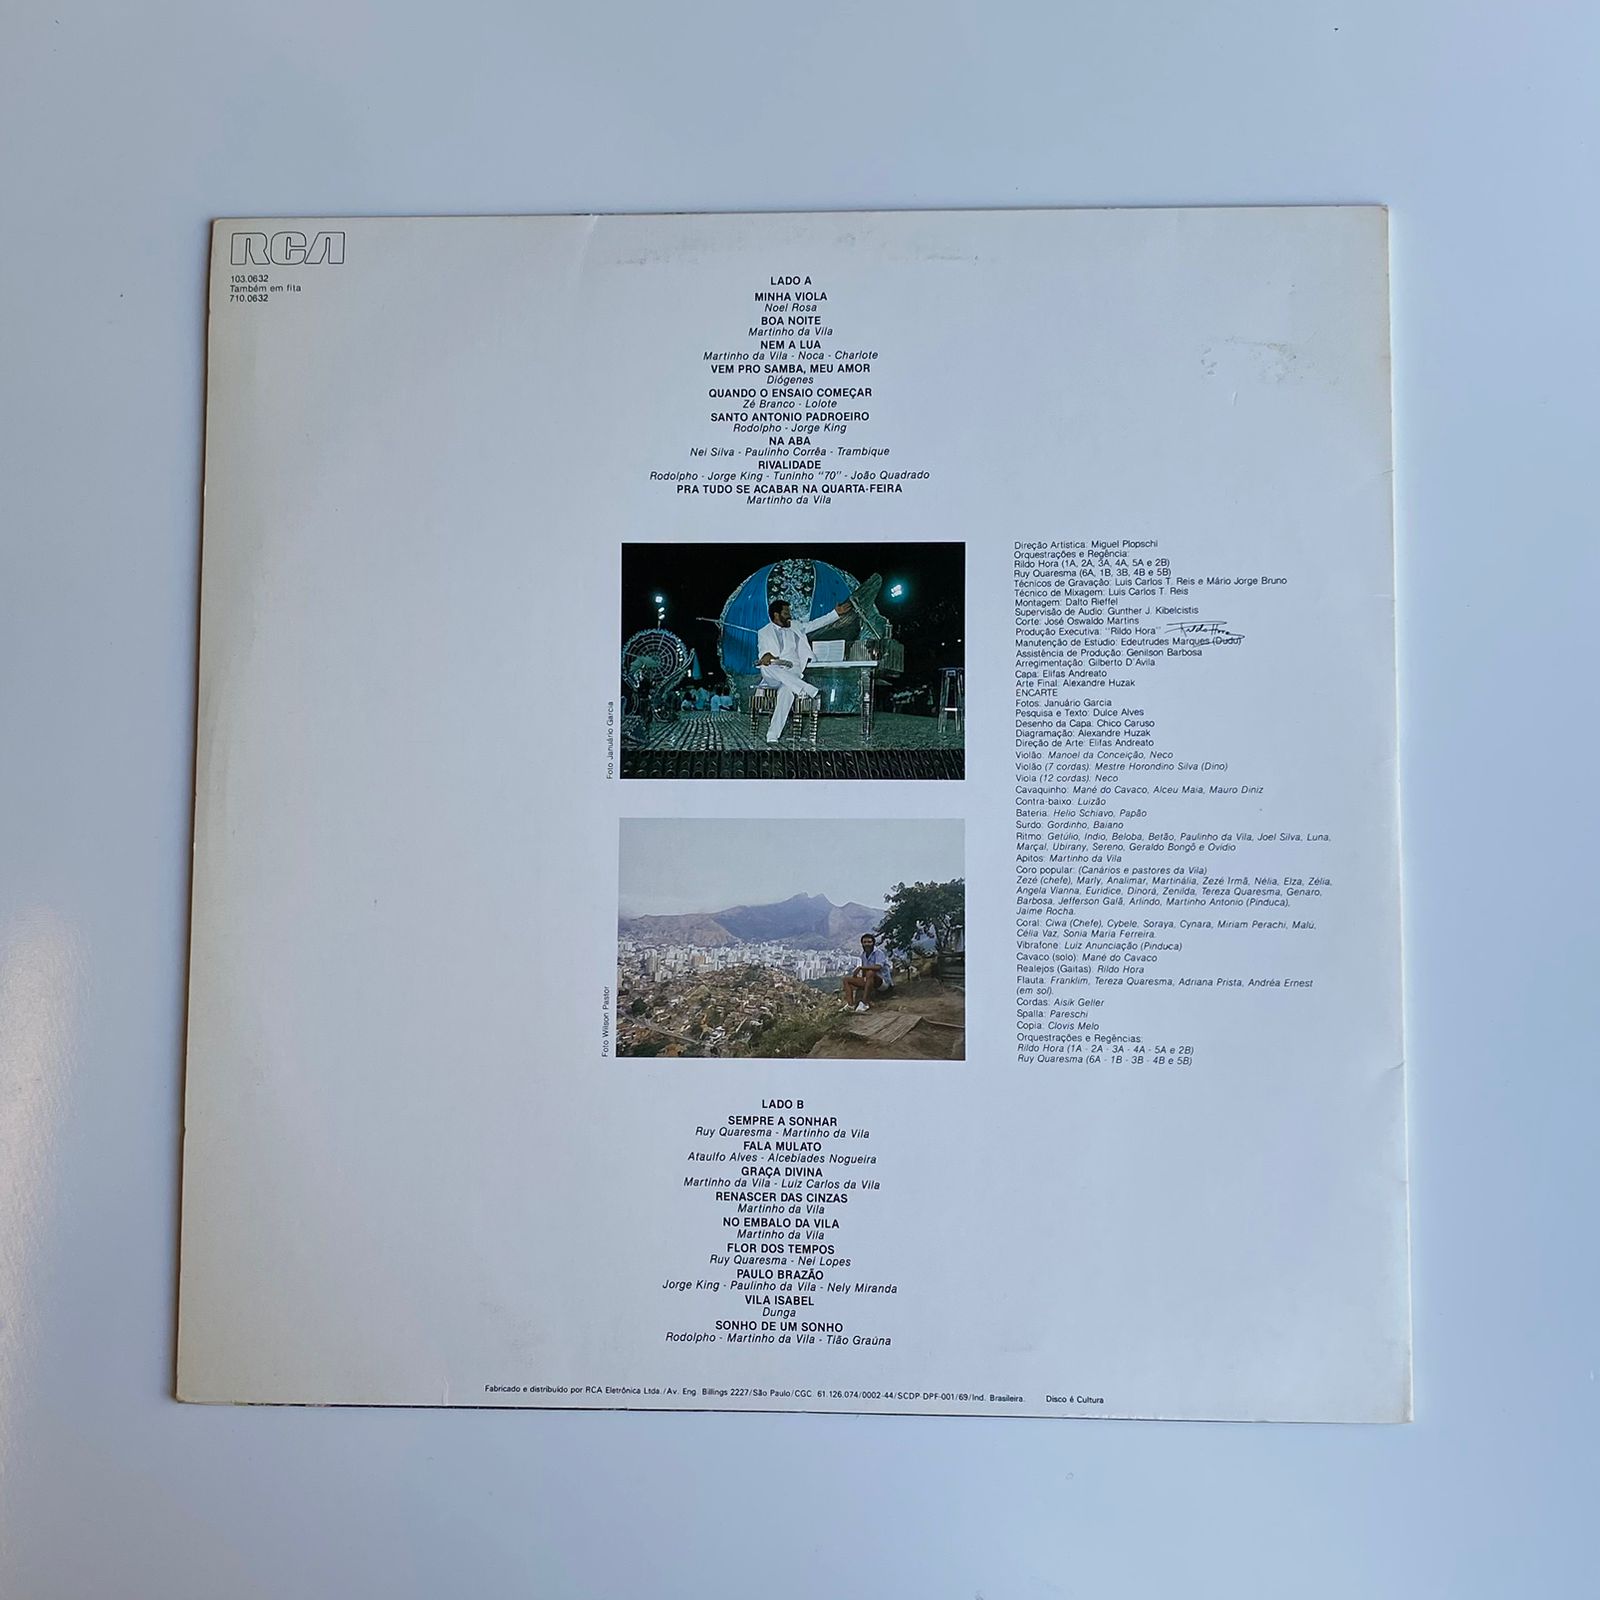 RCA
103.0632
Também em fita
710.0632
LADO A
MINHA VIOLA
Noel Rosa
BOA NOITE
Martinho da Vila
NEM A LUA
Martinho da Vila - Noca - Charlote
VEM PRO SAMBA, MEU AMOR
Diógenes
QUANDO O ENSAIO COMEÇAR
Zé Branco - Lolote
SANTO ANTONIO PADROEIRO
Rodolpho - Jorge King
NA ABA
Nei Silva - Paulinho Corrêa - Trambique
RIVALIDADE
Rodolpho - Jorge King - Tuninho "70" - João Quadrado
PRA TUDO SE ACABAR NA QUARTA-FEIRA
Martinho da Vila
Foto Januário Garcia
Foto Wilson Pastor
Direção Artística: Miguel Plopschi
Orquestrações e Regência:
Rildo Hora (1A, 2A, 3A, 4A, 5A e 2B)
Ruy Quaresma (6A, 1B, 3B, 4B e 5B)
Técnicos de Gravação: Luis Carlos T. Reis e Mário Jorge Bruno
Técnico de Mixagem: Luis Carlos T. Reis
Montagem: Dalto Rieffel
Supervisão de Audio: Gunther J. Kibelcistis
Corte: José Oswaldo Martins
Produção Executiva: "Rildo Hora" Rildo Hora
Manutenção de Estudio: Edeutrudes Marques (Dudu)
Assistência de Produção: Genilson Barbosa
Arregimentação: Gilberto D'Avila
Capa: Elifas Andreato
Arte Final: Alexandre Huzak
ENCARTE
Fotos: Januário Garcia
Pesquisa e Texto: Dulce Alves
Desenho da Capa: Chico Caruso
Diagramação: Alexandre Huzak
Direção de Arte: Elifas Andreato
Violão: Manoel da Conceição, Neco
Violão (7 cordas): Mestre Horondino Silva (Dino)
Viola (12 cordas): Neco
Cavaquinho: Mané do Cavaco, Alceu Maia, Mauro Diniz
Contra-baixo: Luizão
Bateria: Helio Schiavo, Papão
Surdo: Gordinho, Baiano
Ritmo: Getúlio, Indio, Beloba, Betão, Paulinho da Vila, Joel Silva, Luna,
Marçal, Ubirany, Sereno, Geraldo Bongô e Ovidio
Apitos: Martinho da Vila
Coro popular: (Canários e pastores da Vila)
Zezé (chefe), Marly, Analimar, Martinália, Zezé Irmã, Nélia, Elza, Zélia,
Angela Vianna, Euridice, Dinorá, Zenilda, Tereza Quaresma, Genaro,
Barbosa, Jefferson Galã, Arlindo, Martinho Antonio (Pinduca),
Jaime Rocha.
Coral: Ciwa (Chefe), Cybele, Soraya, Cynara, Miriam Perachi, Malú,
Célia Vaz, Sonia Maria Ferreira.
Vibrafone: Luiz Anunciação (Pinduca)
Cavaco (solo): Mané do Cavaco
Realejos (Gaitas): Rildo Hora
Flauta: Franklim, Tereza Quaresma, Adriana Prista, Andréa Ernest
(em sol).
Cordas: Aisik Geller
Spalla: Pareschi
Copia: Clovis Melo
Orquestrações e Regências:
Rildo Hora (1A - 2A - 3A - 4A - 5A e 2B)
Ruy Quaresma (6A - 1B - 3B - 4B e 5B)
LADO B
SEMPRE A SONHAR
Ruy Quaresma - Martinho da Vila
FALA MULATO
Ataulfo Alves - Alcebíades Nogueira
GRAÇA DIVINA
Martinho da Vila - Luiz Carlos da Vila
RENASCER DAS CINZAS
Martinho da Vila
NO EMBALO DA VILA
Martinho da Vila
FLOR DOS TEMPOS
Ruy Quaresma - Nei Lopes
PAULO BRAZÃO
Jorge King - Paulinho da Vila - Nely Miranda
VILA ISABEL
Dunga
SONHO DE UM SONHO
Rodolpho - Martinho da Vila - Tião Graúna
Fabricado e distribuído por RCA Eletrônica Ltda./Av. Eng. Billings 2227/São Paulo/CGC 61.126.074/0002-44/SCDP-DPF-001/69/Ind. Brasileira. Disco é Cultura